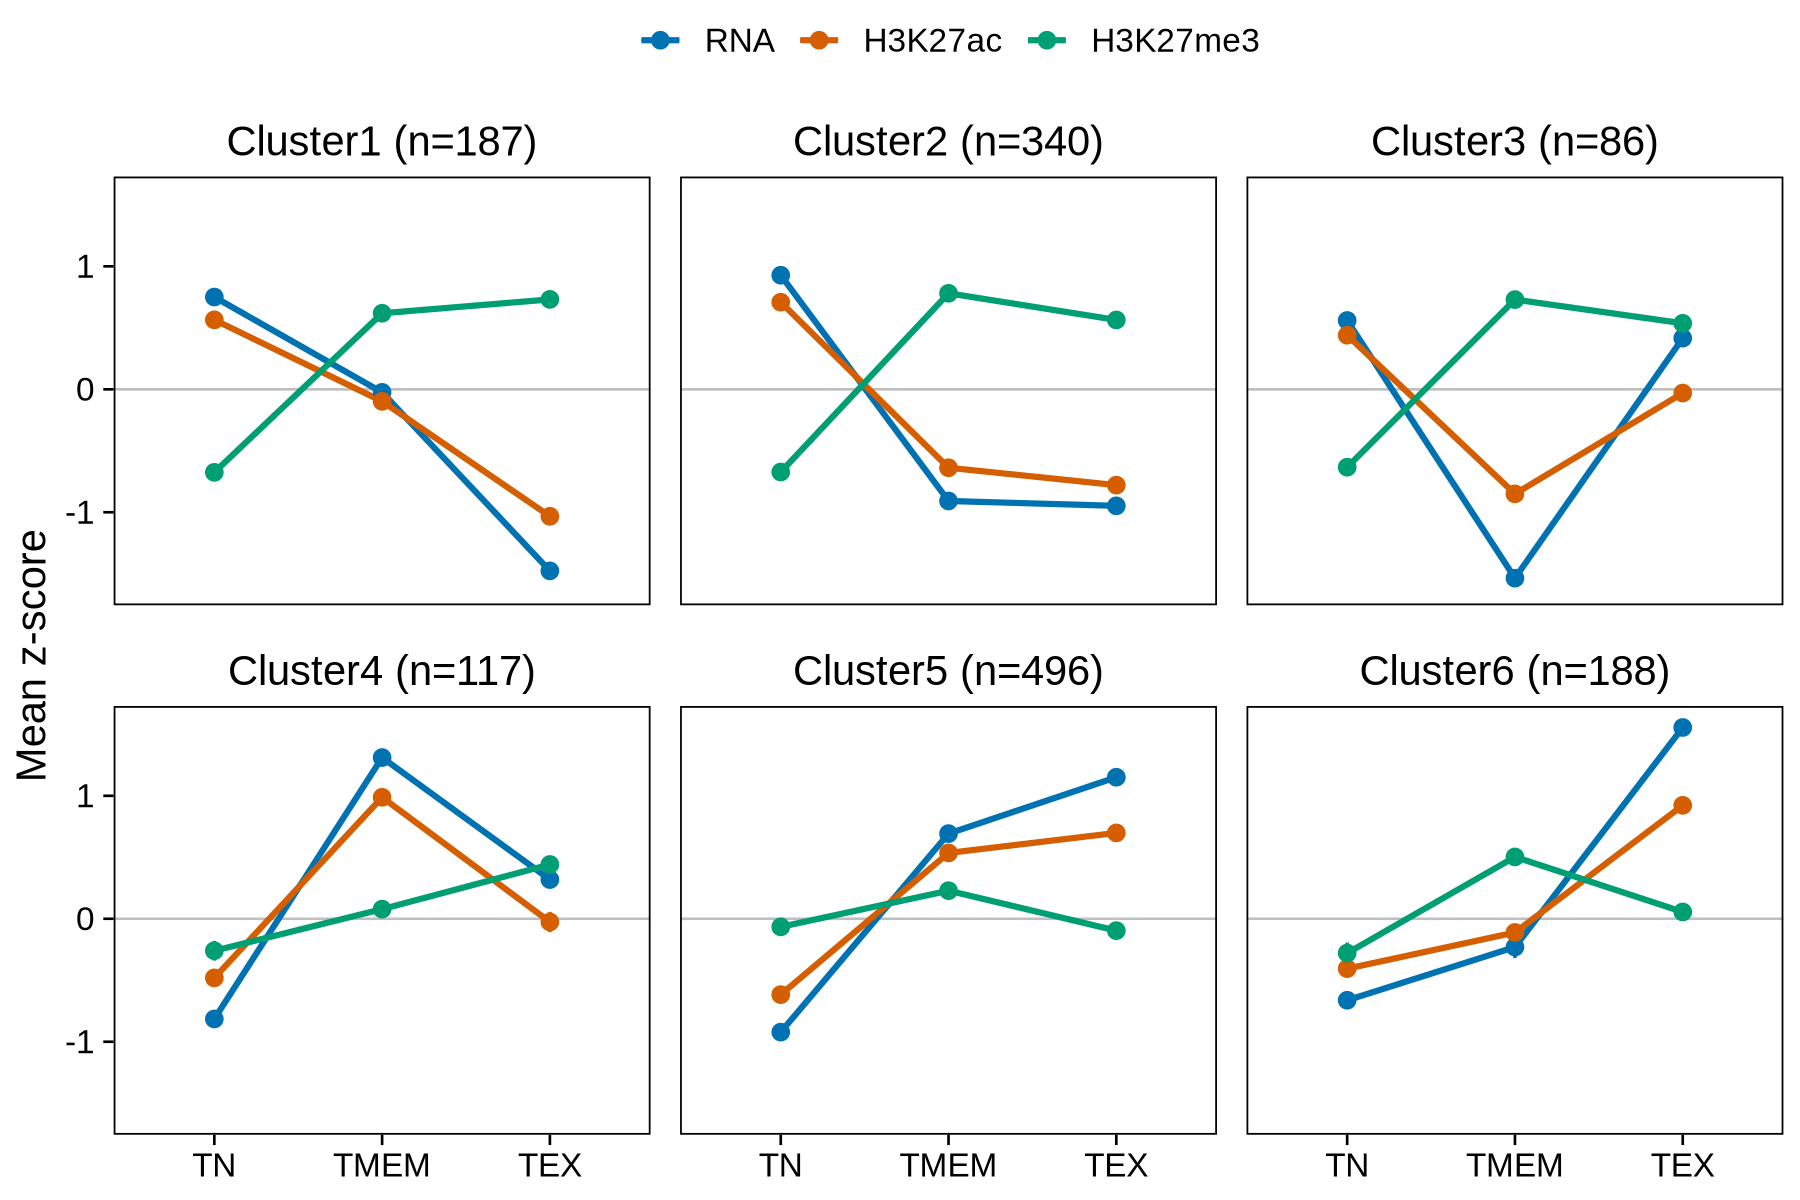 RNA H3K27ac H3K27me3
Cluster1 (n=187) Cluster2 (n=340) Cluster3 (n=86)
1
0
-1
Mean z-score
Cluster4 (n=117) Cluster5 (n=496) Cluster6 (n=188)
1
0
-1
TN TMEM TEX TN TMEM TEX TN TMEM TEX